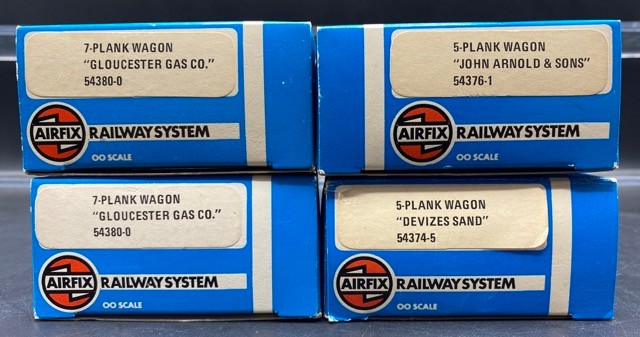 7-PLANK WAGON
"GLOUCESTER GAS CO."
54380-0
AIRFIX RAILWAY SYSTEM
OO SCALE
5-PLANK WAGON
"JOHN ARNOLD & SONS"
54376-1
AIRFIX RAILWAY SYSTEM
OO SCALE
7-PLANK WAGON
"GLOUCESTER GAS CO."
54380-0
AIRFIX RAILWAY SYSTEM
OO SCALE
5-PLANK WAGON
"DEVIZES SAND"
54374-5
AIRFIX RAILWAY SYSTEM
OO SCALE